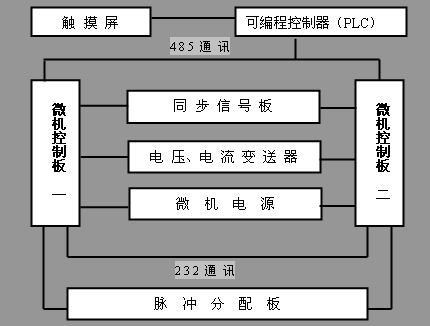 触摸屏
可编程控制器（PLC）
485通讯
微机控制板 一
同步信号板
电压、电流变送器
微机电源
微机控制板 二
232通讯
脉冲分配板